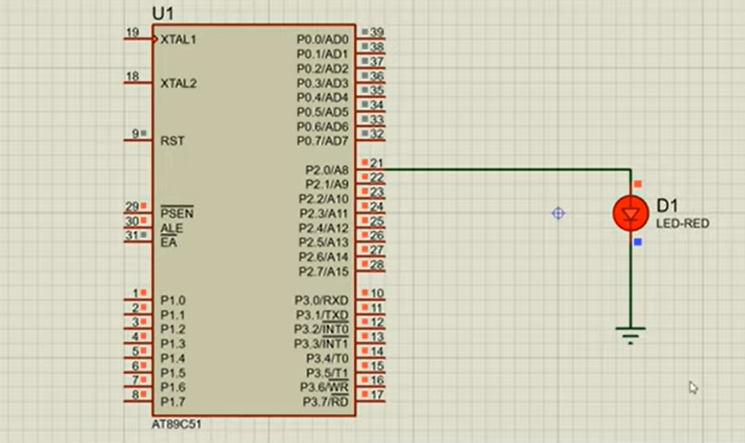 U1
19 XTAL1 P0.0/AD0 39
P0.1/AD1 38
P0.2/AD2 37
18 XTAL2 P0.3/AD3 36
P0.4/AD4 35
P0.5/AD5 34
P0.6/AD6 33
9 RST P0.7/AD7 32
P2.0/A8 21
P2.1/A9 22
P2.2/A10 23
29 PSEN P2.3/A11 24
30 ALE P2.4/A12 25
31 EA P2.5/A13 26
P2.6/A14 27
P2.7/A15 28
1 P1.0 P3.0/RXD 10
2 P1.1 P3.1/TXD 11
3 P1.2 P3.2/INT0 12
4 P1.3 P3.3/INT1 13
5 P1.4 P3.4/T0 14
6 P1.5 P3.5/T1 15
7 P1.6 P3.6/WR 16
8 P1.7 P3.7/RD 17
AT89C51
D1
LED-RED